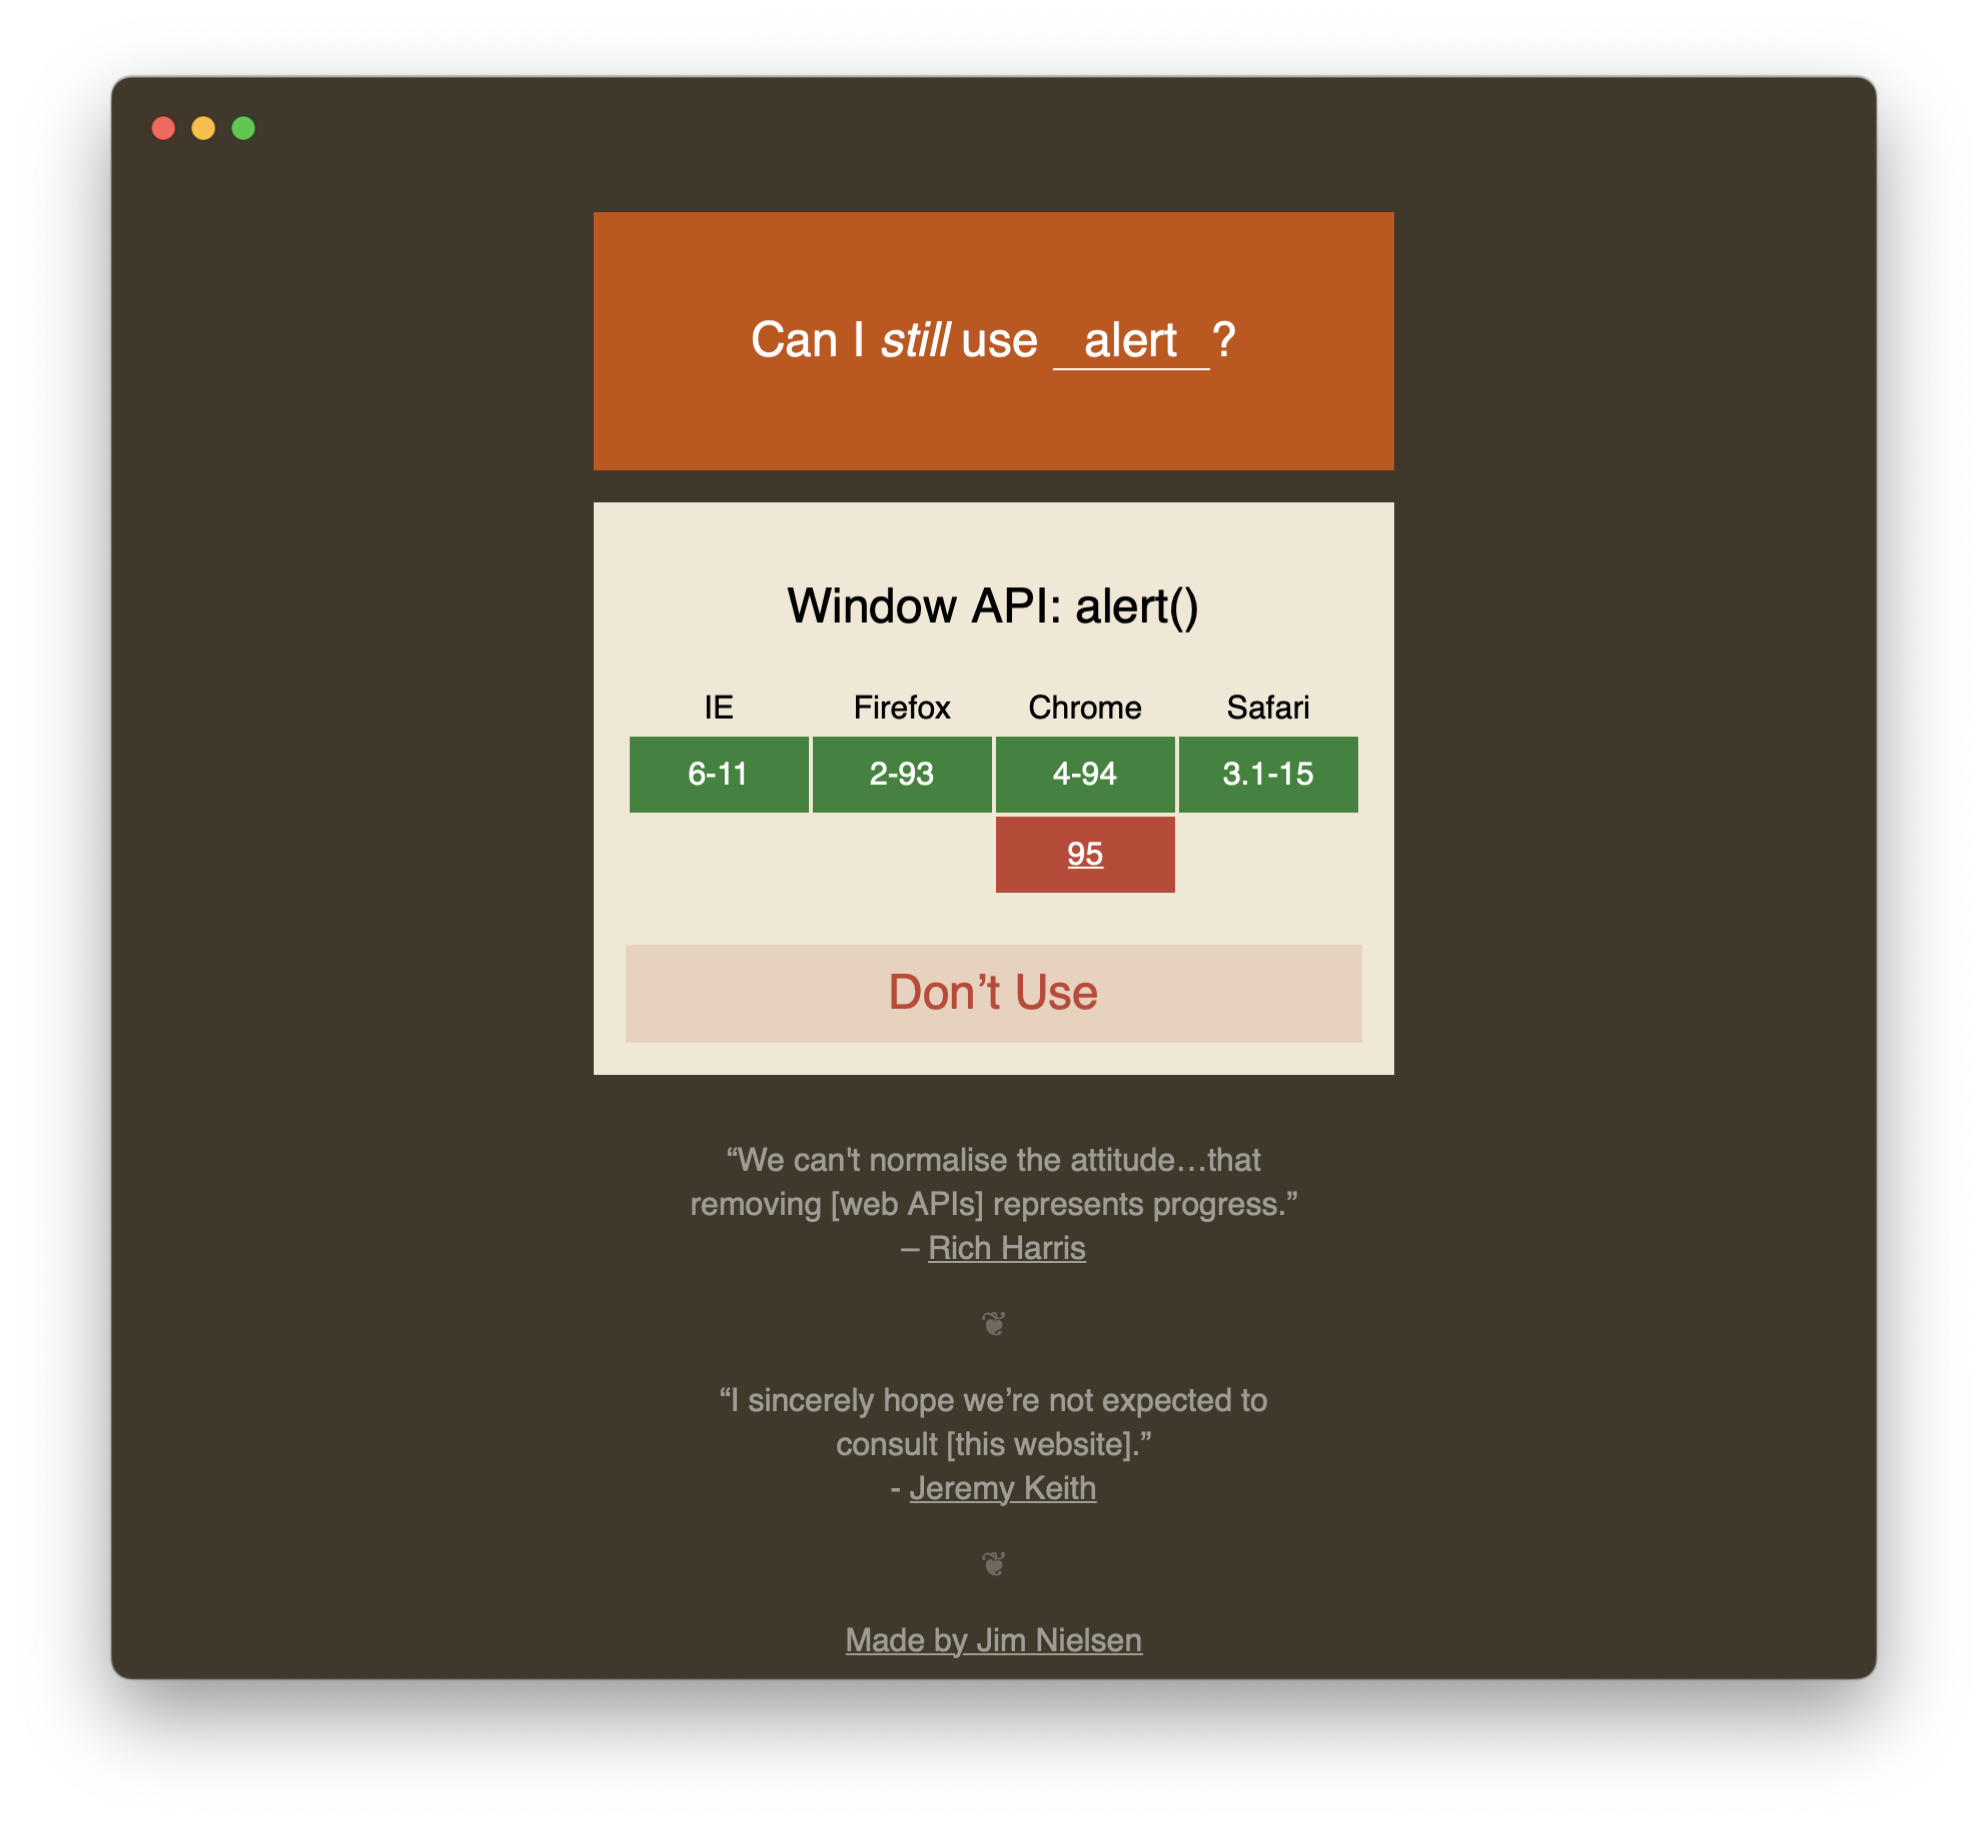 Can I still use alert ?
Window API: alert()
IE Firefox Chrome Safari
6-11 2-93 4-94 3.1-15
95
Don’t Use
“We can't normalise the attitude…that
removing [web APIs] represents progress.”
– Rich Harris
❦
“I sincerely hope we’re not expected to
consult [this website].”
- Jeremy Keith
❦
Made by Jim Nielsen